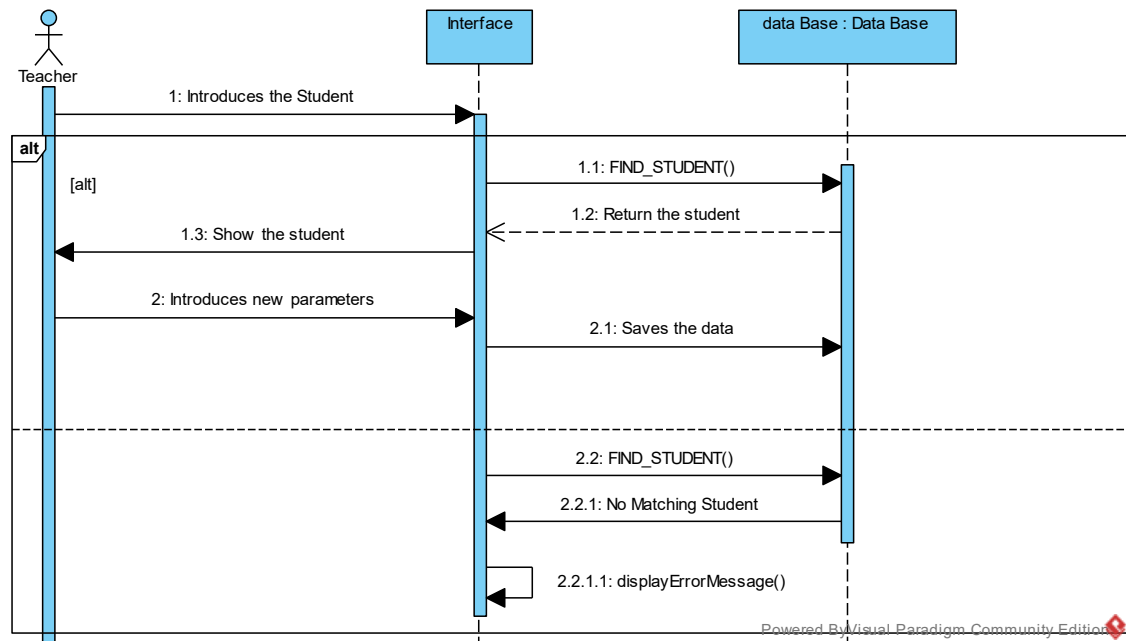 Interface
data Base : Data Base
Teacher
1: Introduces the Student
alt
1.1: FIND_STUDENT()
[alt]
1.2: Return the student
1.3: Show the student
2: Introduces new parameters
2.1: Saves the data
2.2: FIND_STUDENT()
2.2.1: No Matching Student
2.2.1.1: displayErrorMessage()
Powered ByVisual Paradigm Community Edition